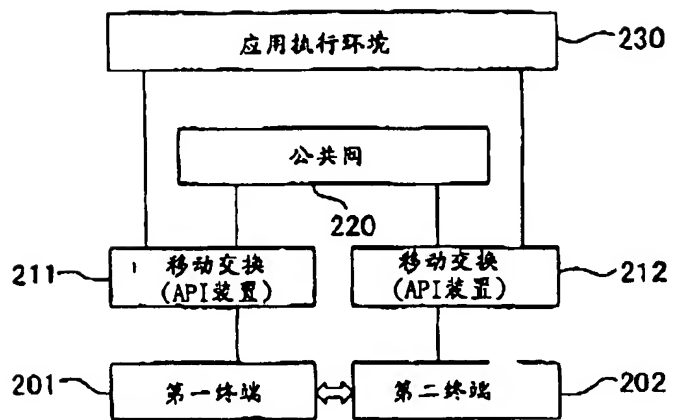 应用执行环境
230
公共网
220
211
移动交换
(API装置)
移动交换
(API装置)
212
201
第一终端
第二终端
202